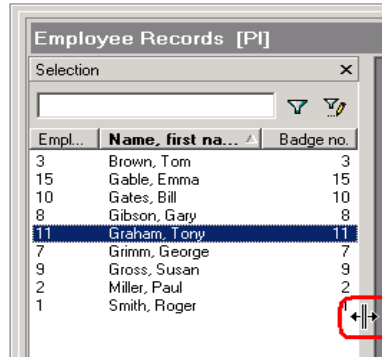 Employee Records [PI]
Selection
Empl... Name, first na... Badge no.
3 Brown, Tom 3
15 Gable, Emma 15
10 Gates, Bill 10
8 Gibson, Gary 8
11 Graham, Tony 11
7 Grimm, George 7
9 Gross, Susan 9
2 Miller, Paul 2
1 Smith, Roger 1